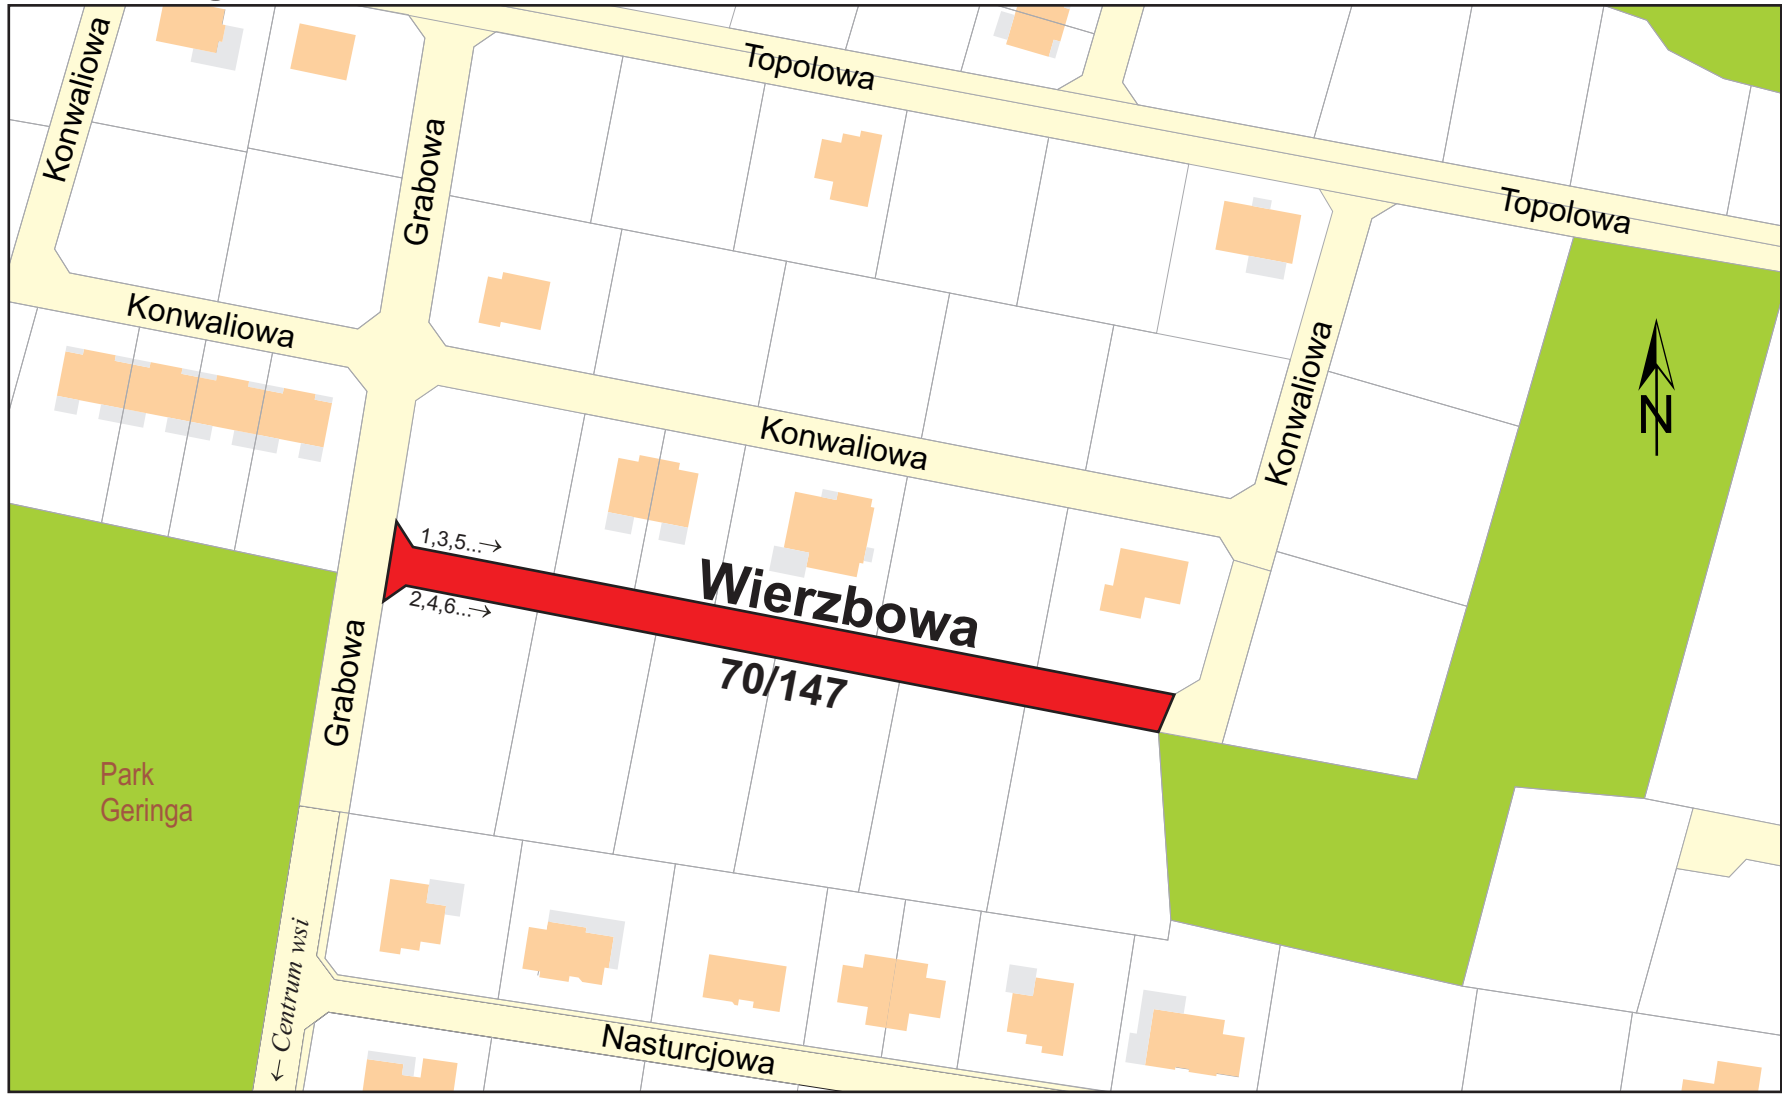 Konwaliowa
Topolowa
Grabowa
Topolowa
Konwaliowa
Konwaliowa
Konwaliowa
N
1,3,5...→
Wierzbowa
2,4,6...→
70/147
Grabowa
Park
Geringa
← Centrum wsi
Nasturcjowa